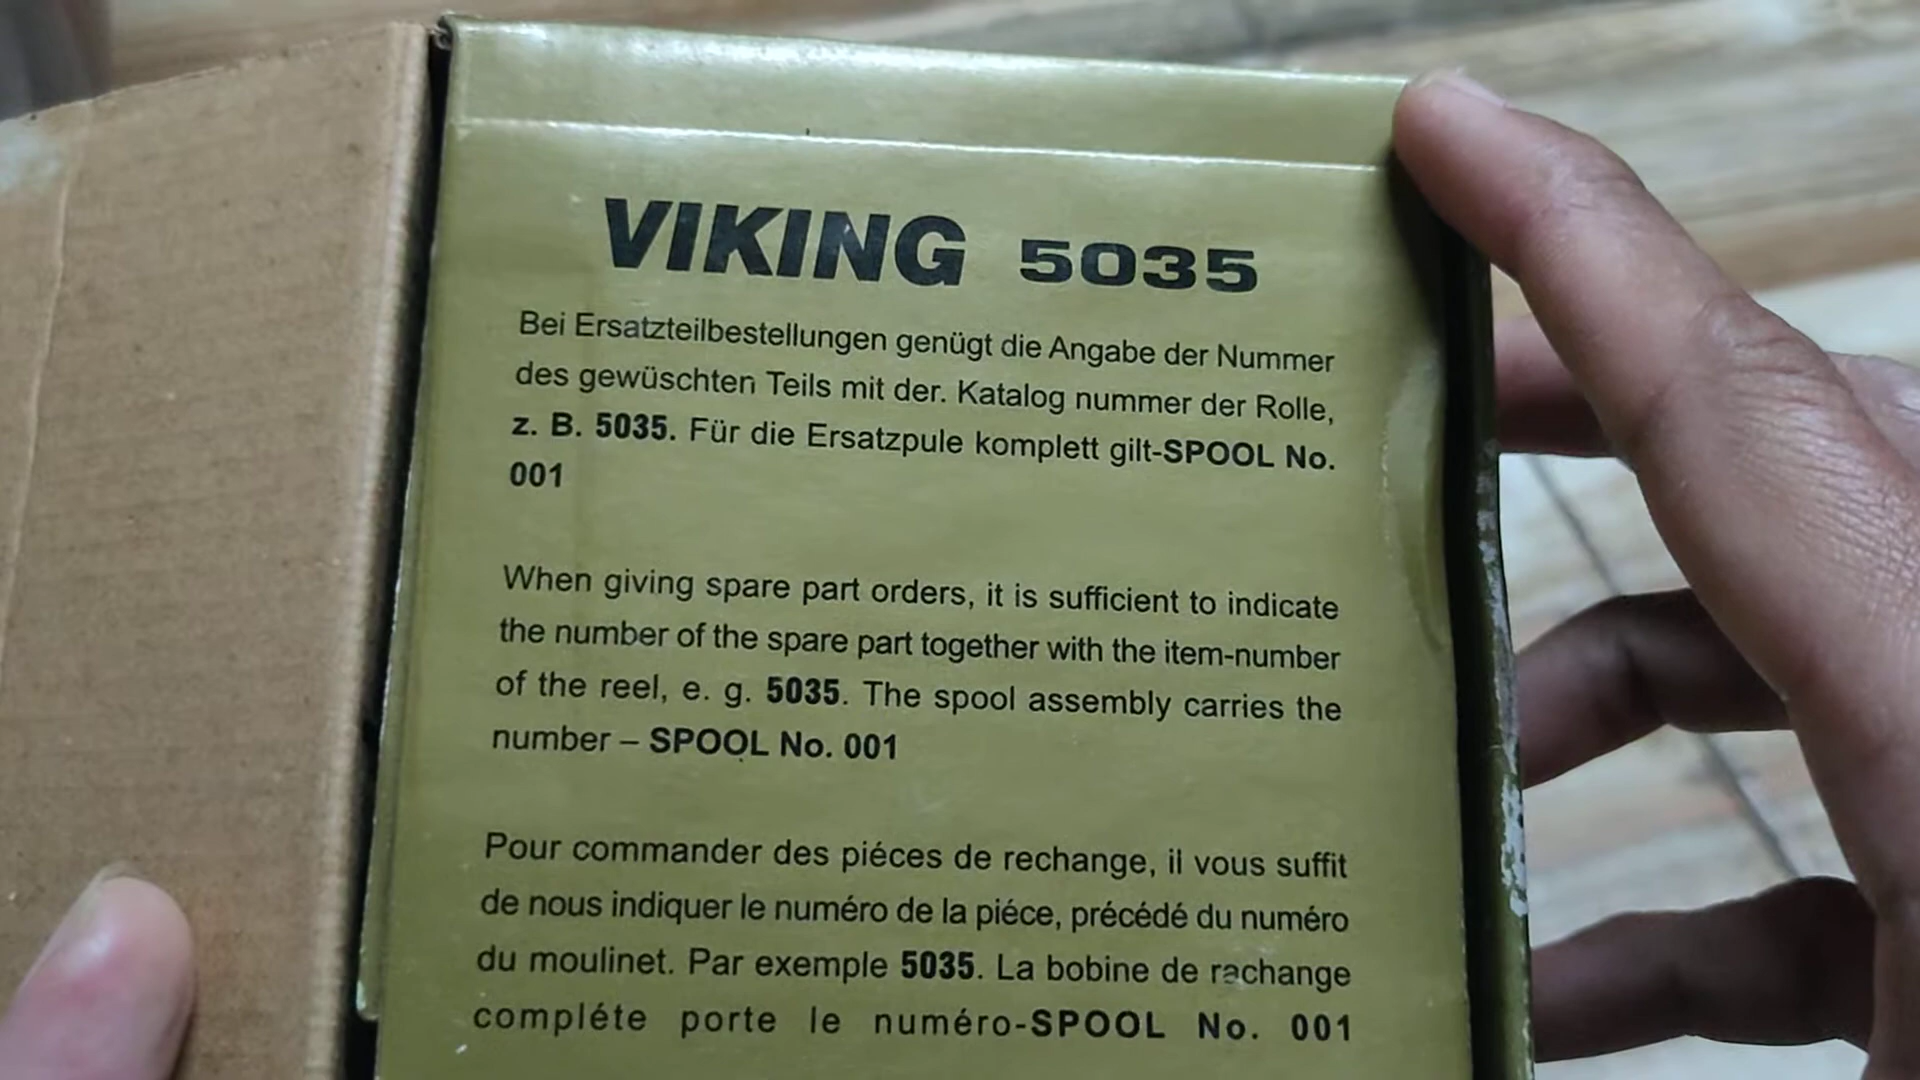 VIKING 5035
Bei Ersatzteilbestellungen genügt die Angabe der Nummer
des gewüschten Teils mit der. Katalog nummer der Rolle,
z. B. 5035. Für die Ersatzpule komplett gilt-SPOOL No.
001
When giving spare part orders, it is sufficient to indicate
the number of the spare part together with the item-number
of the reel, e. g. 5035. The spool assembly carries the
number – SPOOL No. 001
Pour commander des piéces de rechange, il vous suffit
de nous indiquer le numéro de la piéce, précédé du numéro
du moulinet. Par exemple 5035. La bobine de rachange
compléte porte le numéro-SPOOL No. 001